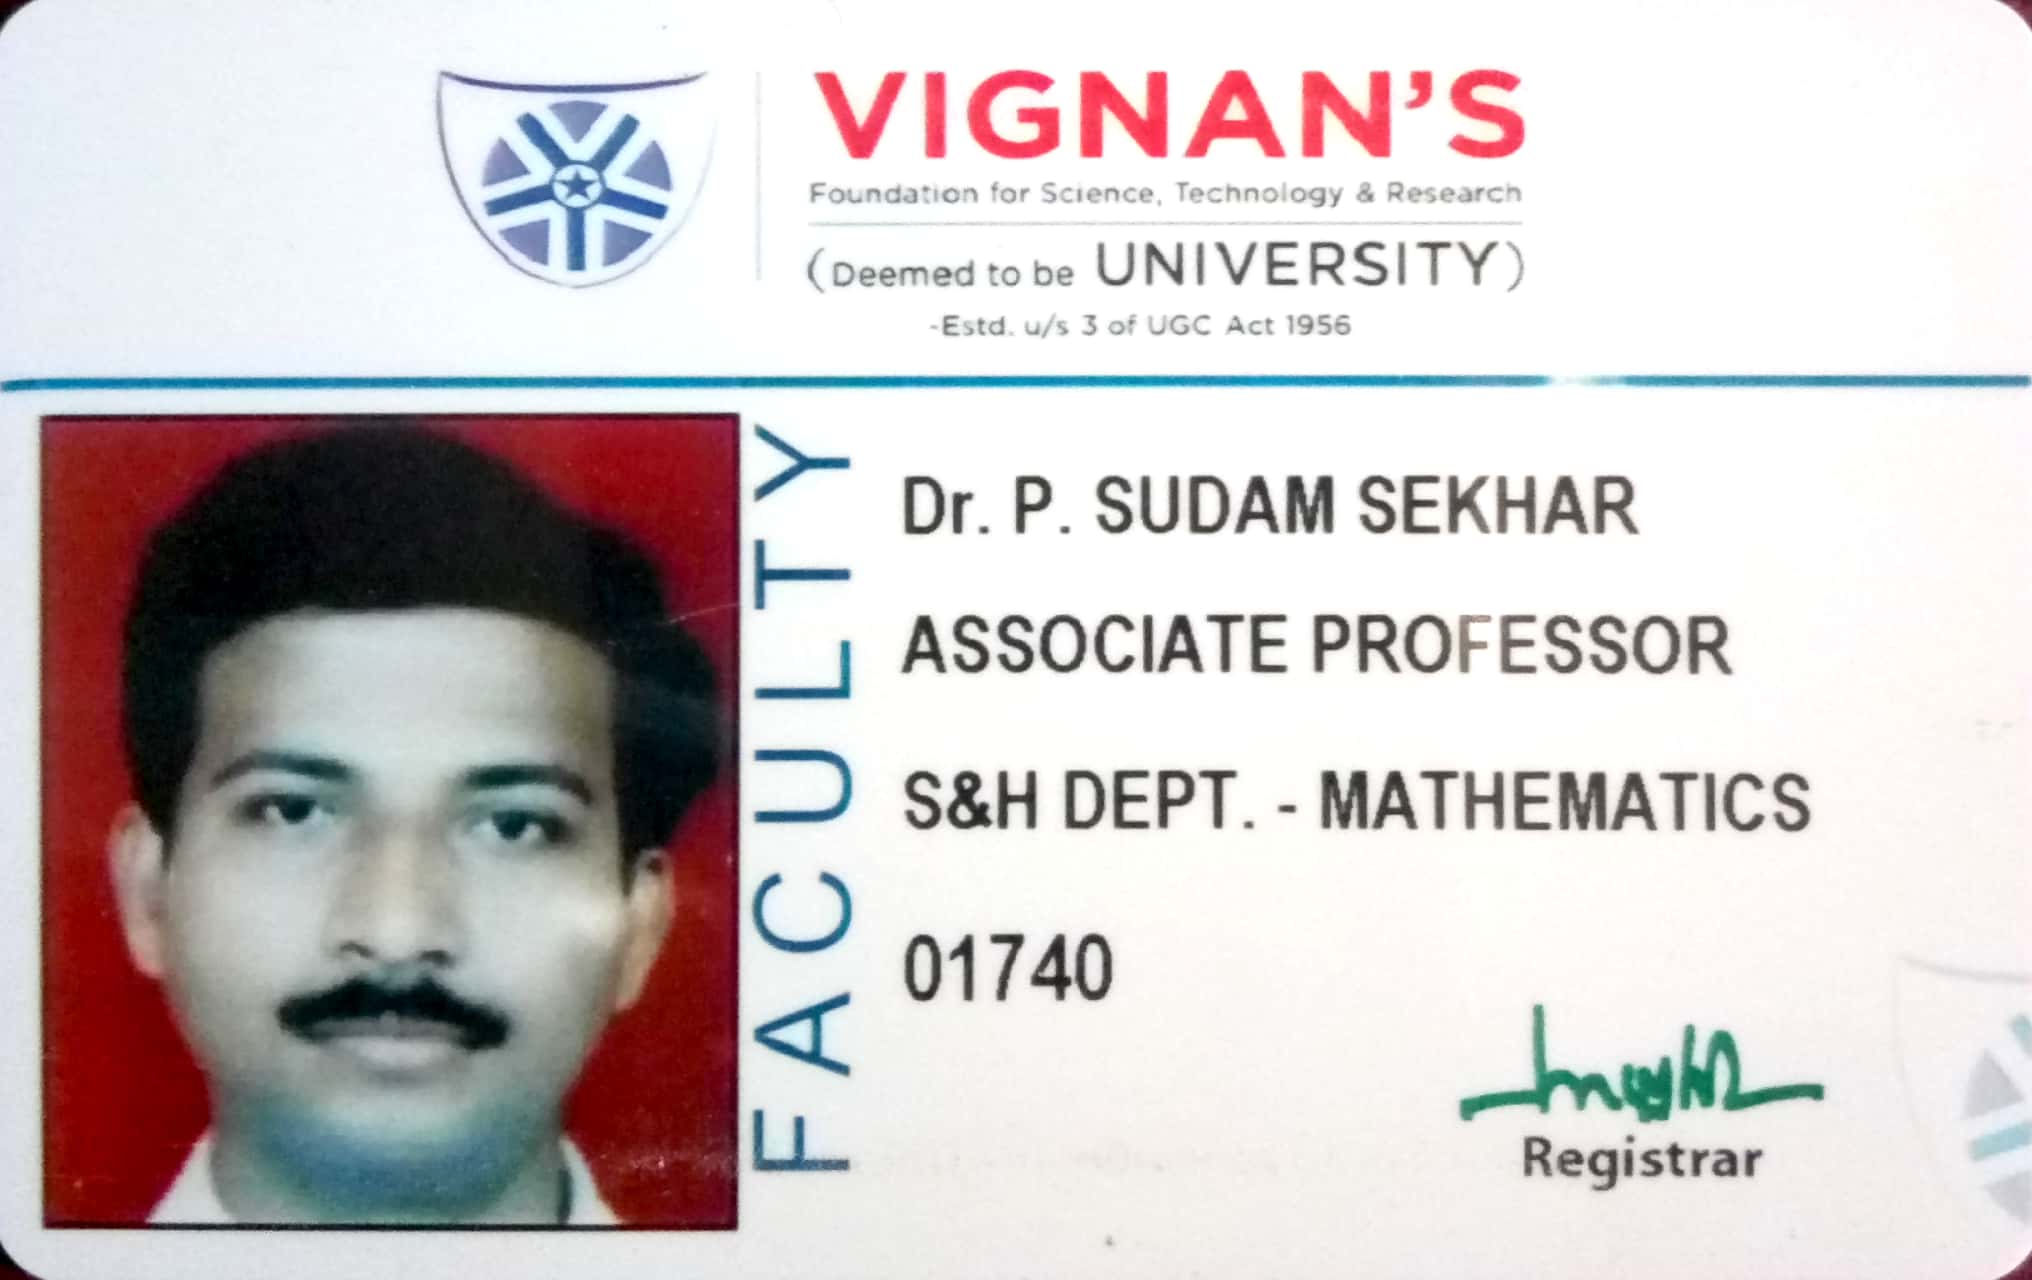 VIGNAN'S
Foundation for Science, Technology & Research
(Deemed to be UNIVERSITY)
-Estd. u/s 3 of UGC Act 1956
FACULTY
Dr. P. SUDAM SEKHAR
ASSOCIATE PROFESSOR
S&H DEPT. - MATHEMATICS
01740
Registrar